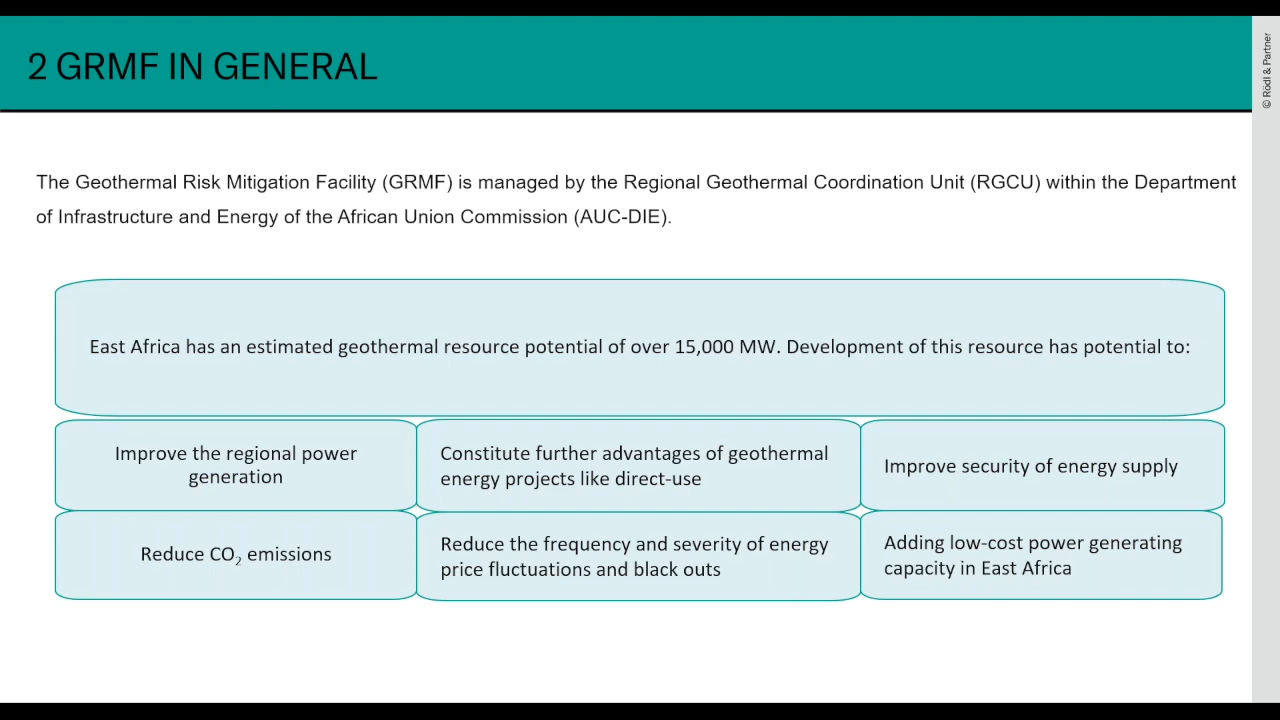 2 GRMF IN GENERAL
© Rödl & Partner
The Geothermal Risk Mitigation Facility (GRMF) is managed by the Regional Geothermal Coordination Unit (RGCU) within the Department
of Infrastructure and Energy of the African Union Commission (AUC-DIE).
East Africa has an estimated geothermal resource potential of over 15,000 MW. Development of this resource has potential to:
Improve the regional power
generation
Constitute further advantages of geothermal
energy projects like direct-use
Improve security of energy supply
Reduce CO₂ emissions
Reduce the frequency and severity of energy
price fluctuations and black outs
Adding low-cost power generating
capacity in East Africa